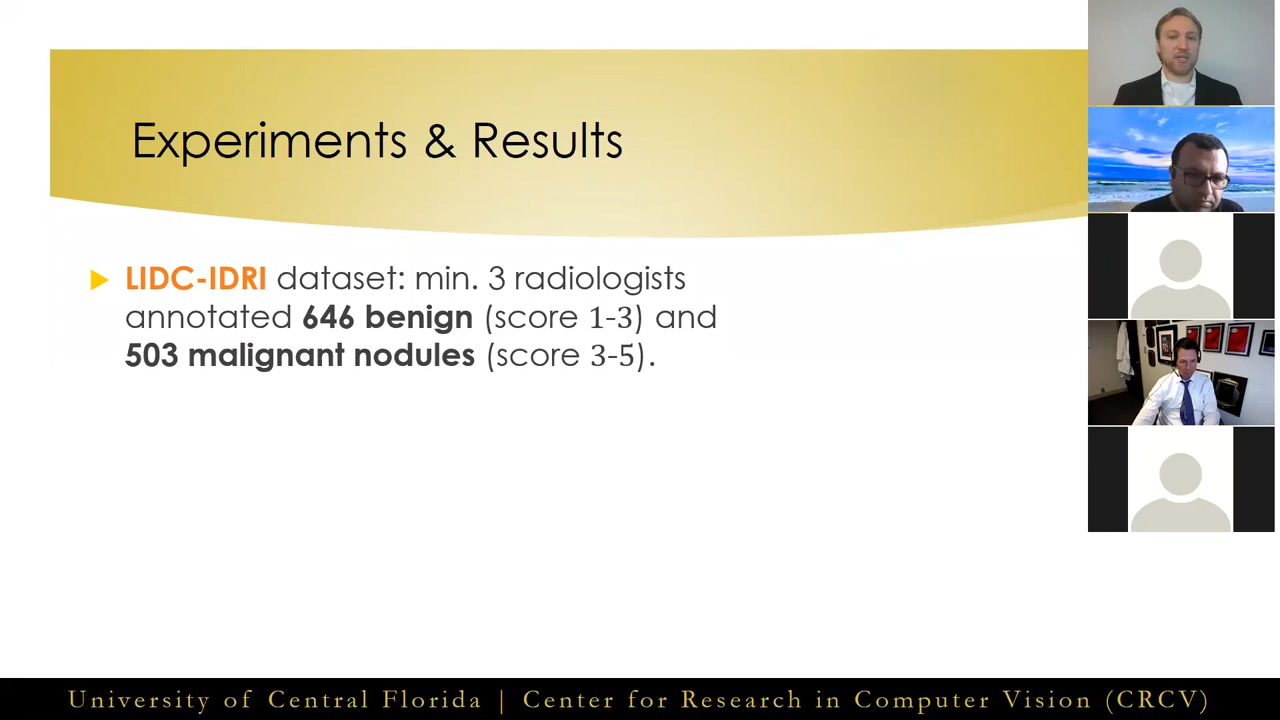 Experiments & Results
LIDC-IDRI dataset: min. 3 radiologists
annotated 646 benign (score 1-3) and
503 malignant nodules (score 3-5).
University of Central Florida | Center for Research in Computer Vision (CRCV)